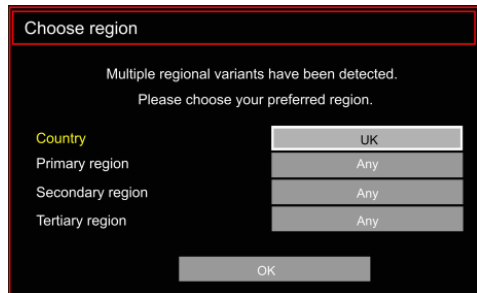 Choose region
Multiple regional variants have been detected.
Please choose your preferred region.
Country UK
Primary region Any
Secondary region Any
Tertiary region Any
OK